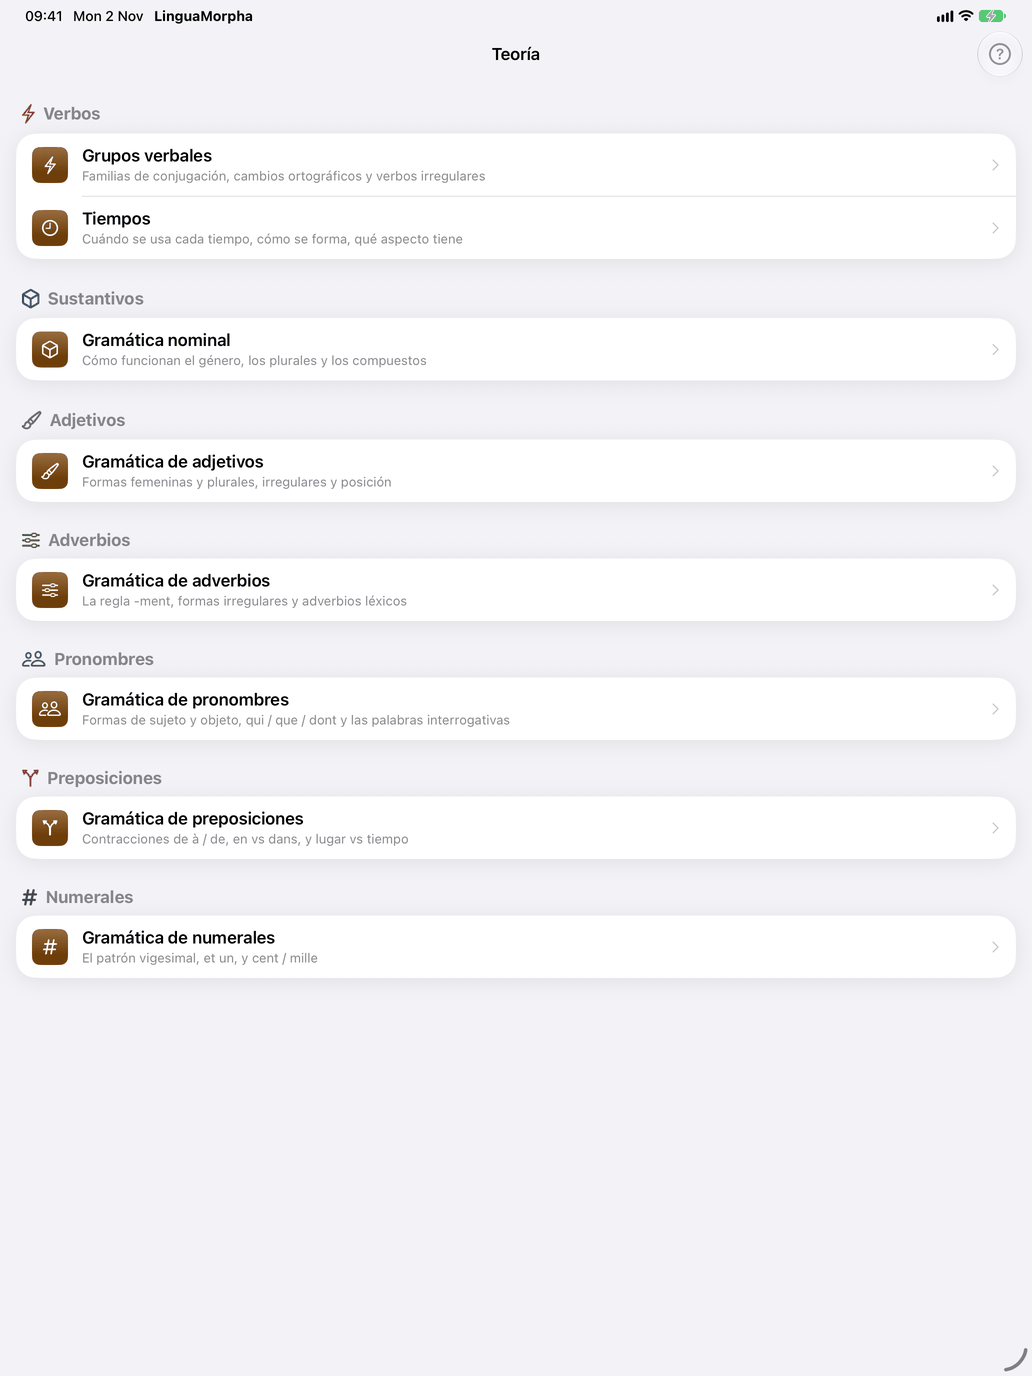 09:41 Mon 2 Nov LinguaMorpha
Teoría
?
Verbos
Grupos verbales
Familias de conjugación, cambios ortográficos y verbos irregulares
Tiempos
Cuándo se usa cada tiempo, cómo se forma, qué aspecto tiene
Sustantivos
Gramática nominal
Cómo funcionan el género, los plurales y los compuestos
Adjetivos
Gramática de adjetivos
Formas femeninas y plurales, irregulares y posición
Adverbios
Gramática de adverbios
La regla -ment, formas irregulares y adverbios léxicos
Pronombres
Gramática de pronombres
Formas de sujeto y objeto, qui / que / dont y las palabras interrogativas
Preposiciones
Gramática de preposiciones
Contracciones de à / de, en vs dans, y lugar vs tiempo
# Numerales
# Gramática de numerales
El patrón vigesimal, et un, y cent / mille